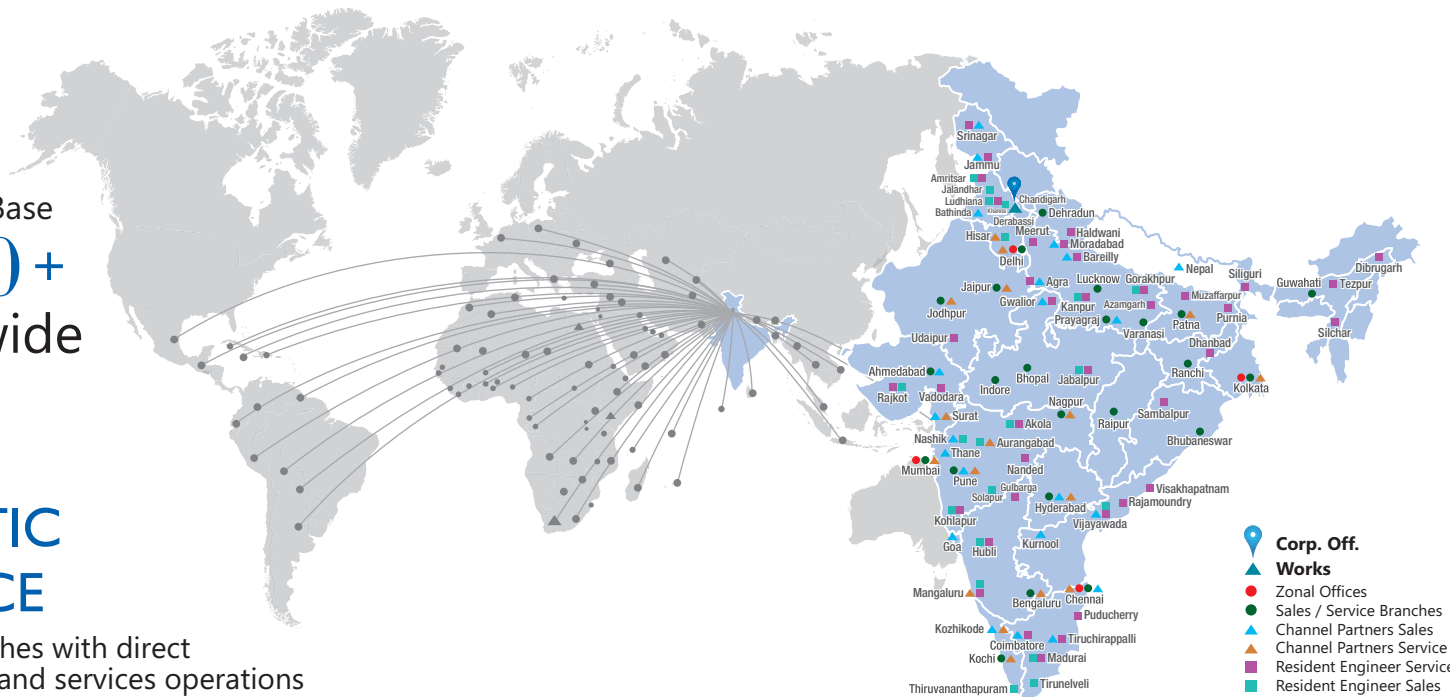 Base
) +
wide
TIC
CE
hes with direct
and services operations
Srinagar
Jammu
Amritsar
Jalandhar
Ludhiana
Khanna
Chandigarh
Bathinda
Derabassi
Dehradun
Hisar
Meerut
Haldwani
Moradabad
Delhi
Bareilly
Nepal
Siliguri
Dibrugarh
Jaipur
Agra
Lucknow
Gorakhpur
Guwahati
Tezpur
Jodhpur
Gwalior
Kanpur
Azamgarh
Muzaffarpur
Prayagraj
Varanasi
Patna
Purnia
Silchar
Udaipur
Dhanbad
Ahmedabad
Bhopal
Jabalpur
Ranchi
Kolkata
Rajkot
Vadodara
Indore
Nagpur
Surat
Akola
Raipur
Sambalpur
Nashik
Aurangabad
Bhubaneswar
Thane
Mumbai
Pune
Nanded
Solapur
Gulbarga
Hyderabad
Visakhapatnam
Rajamoundry
Kohlapur
Vijayawada
Goa
Hubli
Kurnool
Mangaluru
Bengaluru
Chennai
Puducherry
Kozhikode
Coimbatore
Tiruchirappalli
Kochi
Madurai
Thiruvananthapuram
Tirunelveli
Corp. Off.
Works
Zonal Offices
Sales / Service Branches
Channel Partners Sales
Channel Partners Service
Resident Engineer Service
Resident Engineer Sales